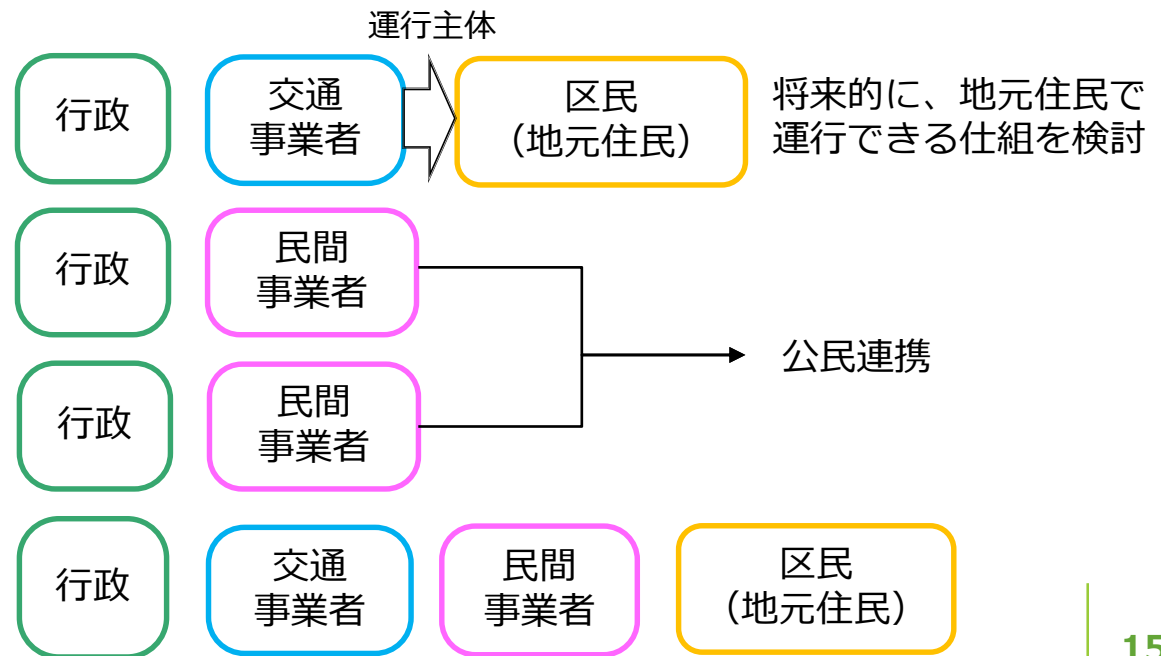 運行主体
行政
交通
事業者
区民
（地元住民）
将来的に、地元住民で
運行できる仕組を検討
行政
民間
事業者
公民連携
行政
民間
事業者
行政
交通
事業者
民間
事業者
区民
（地元住民）
15